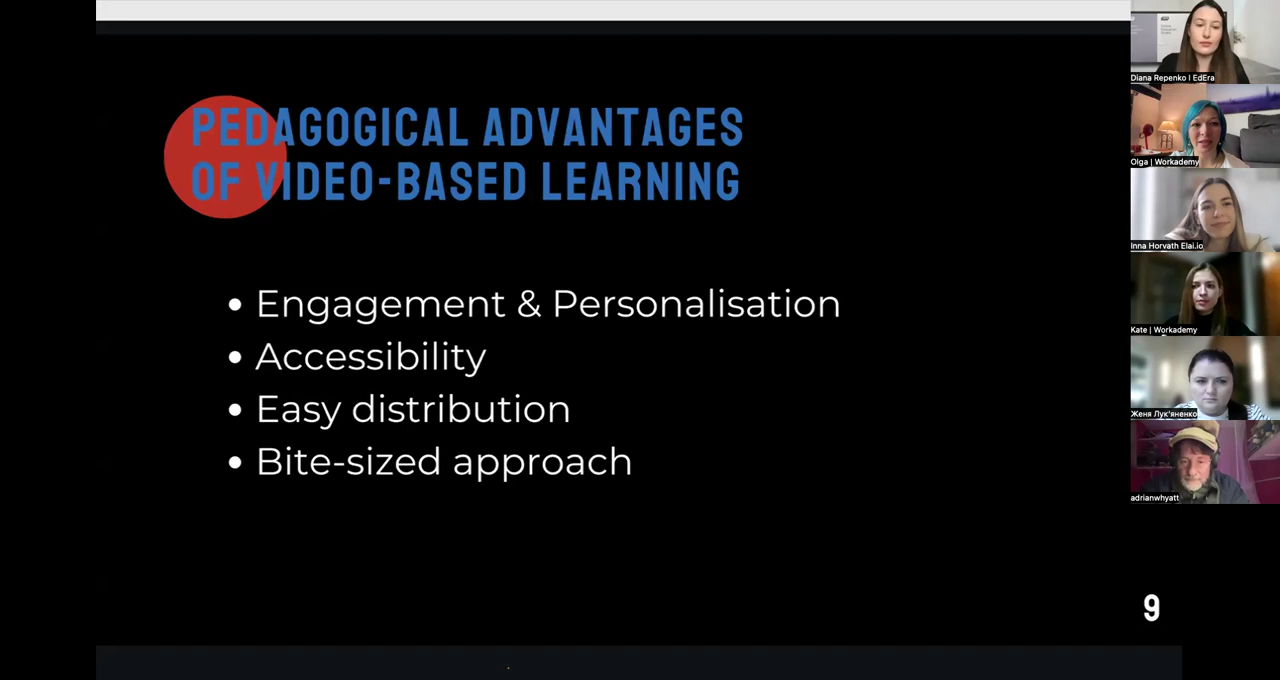 PEDAGOGICAL ADVANTAGES
OF VIDEO-BASED LEARNING
• Engagement & Personalisation
• Accessibility
• Easy distribution
• Bite-sized approach
9
Diana Repenko | EdEra
Olga | Workademy
Inna Horvath Elai.io
Kate | Workademy
Женя Лук'яненко
adrianwhyatt